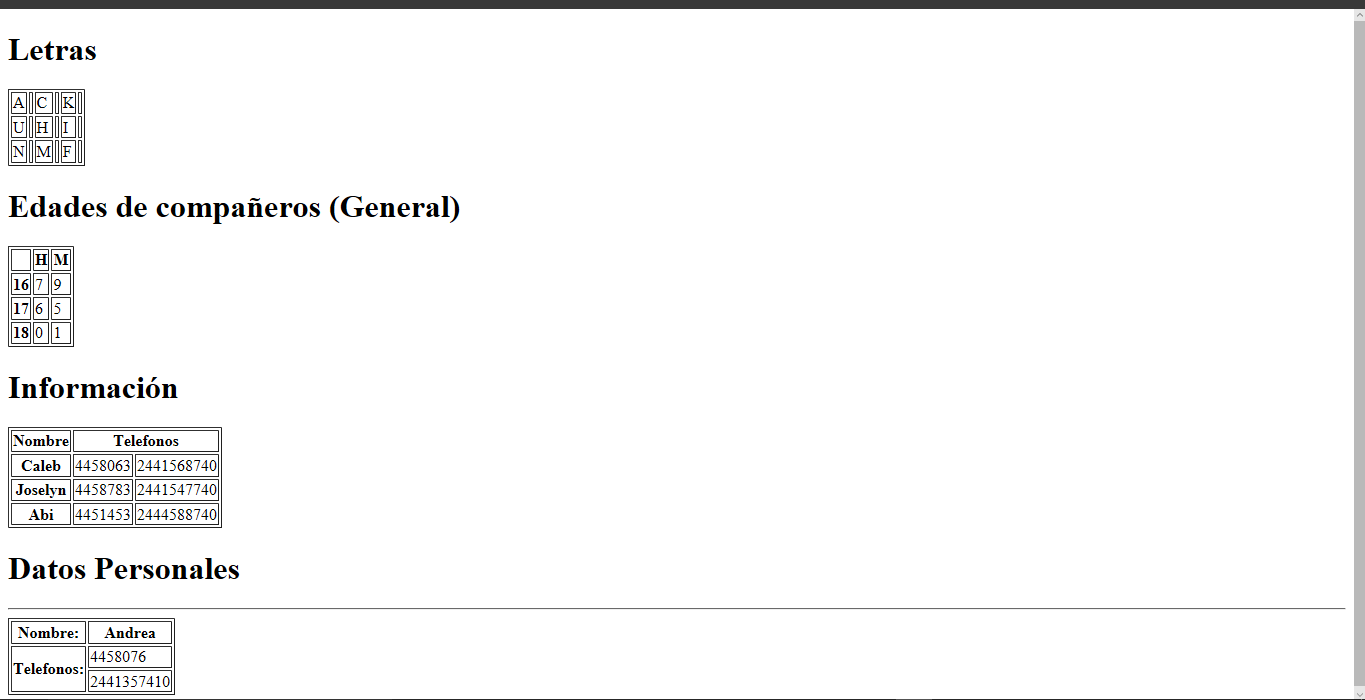 Letras
A C K
U H I
N M F
Edades de compañeros (General)
H M
16 7 9
17 6 5
18 0 1
Información
Nombre Telefonos
Caleb 4458063 2441568740
Joselyn 4458783 2441547740
Abi 4451453 2444588740
Datos Personales
Nombre: Andrea
Telefonos: 4458076
2441357410